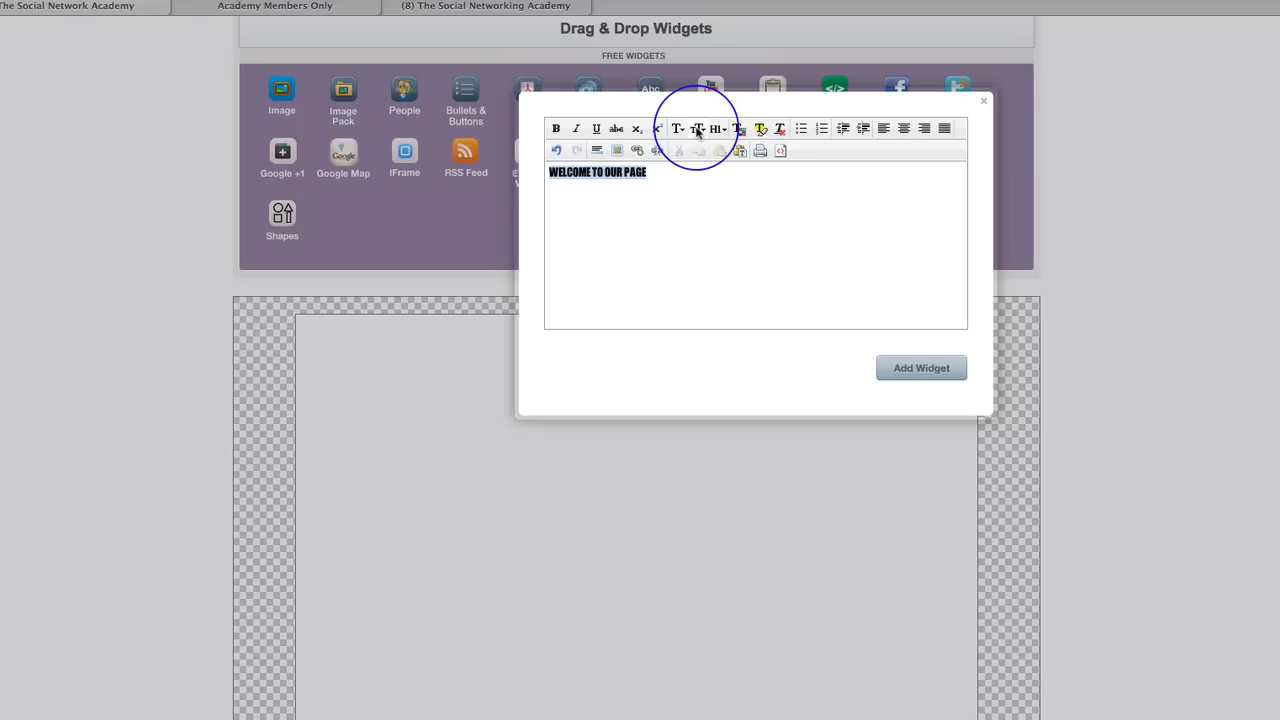 The Social Network Academy
Academy Members Only
(8) The Social Networking Academy
Drag & Drop Widgets
FREE WIDGETS
Image
Image Pack
People
Bullets & Buttons
Abc
Google +1
Google Map
IFrame
RSS Feed
Shapes
WELCOME TO OUR PAGE
Add Widget